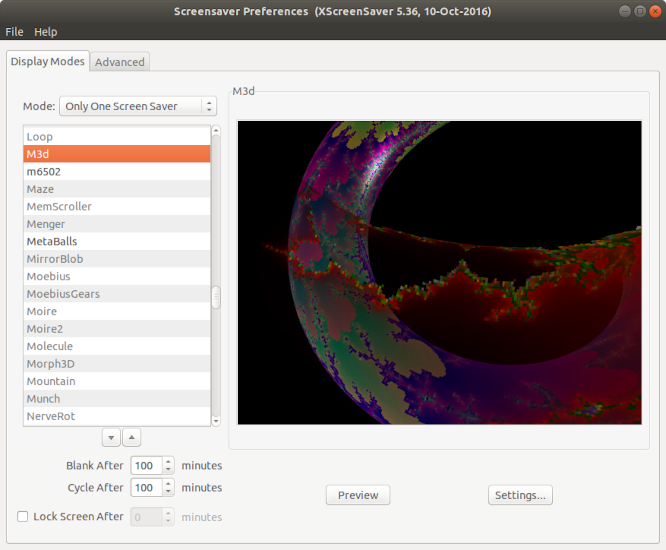 Screensaver Preferences (XScreenSaver 5.36, 10-Oct-2016)
File Help
Display Modes Advanced
Mode: Only One Screen Saver
Loop
M3d
m6502
Maze
MemScroller
Menger
MetaBalls
MirrorBlob
Moebius
MoebiusGears
Moire
Moire2
Molecule
Morph3D
Mountain
Munch
NerveRot
Blank After 100 minutes
Cycle After 100 minutes
Lock Screen After 0 minutes
M3d
Preview Settings...